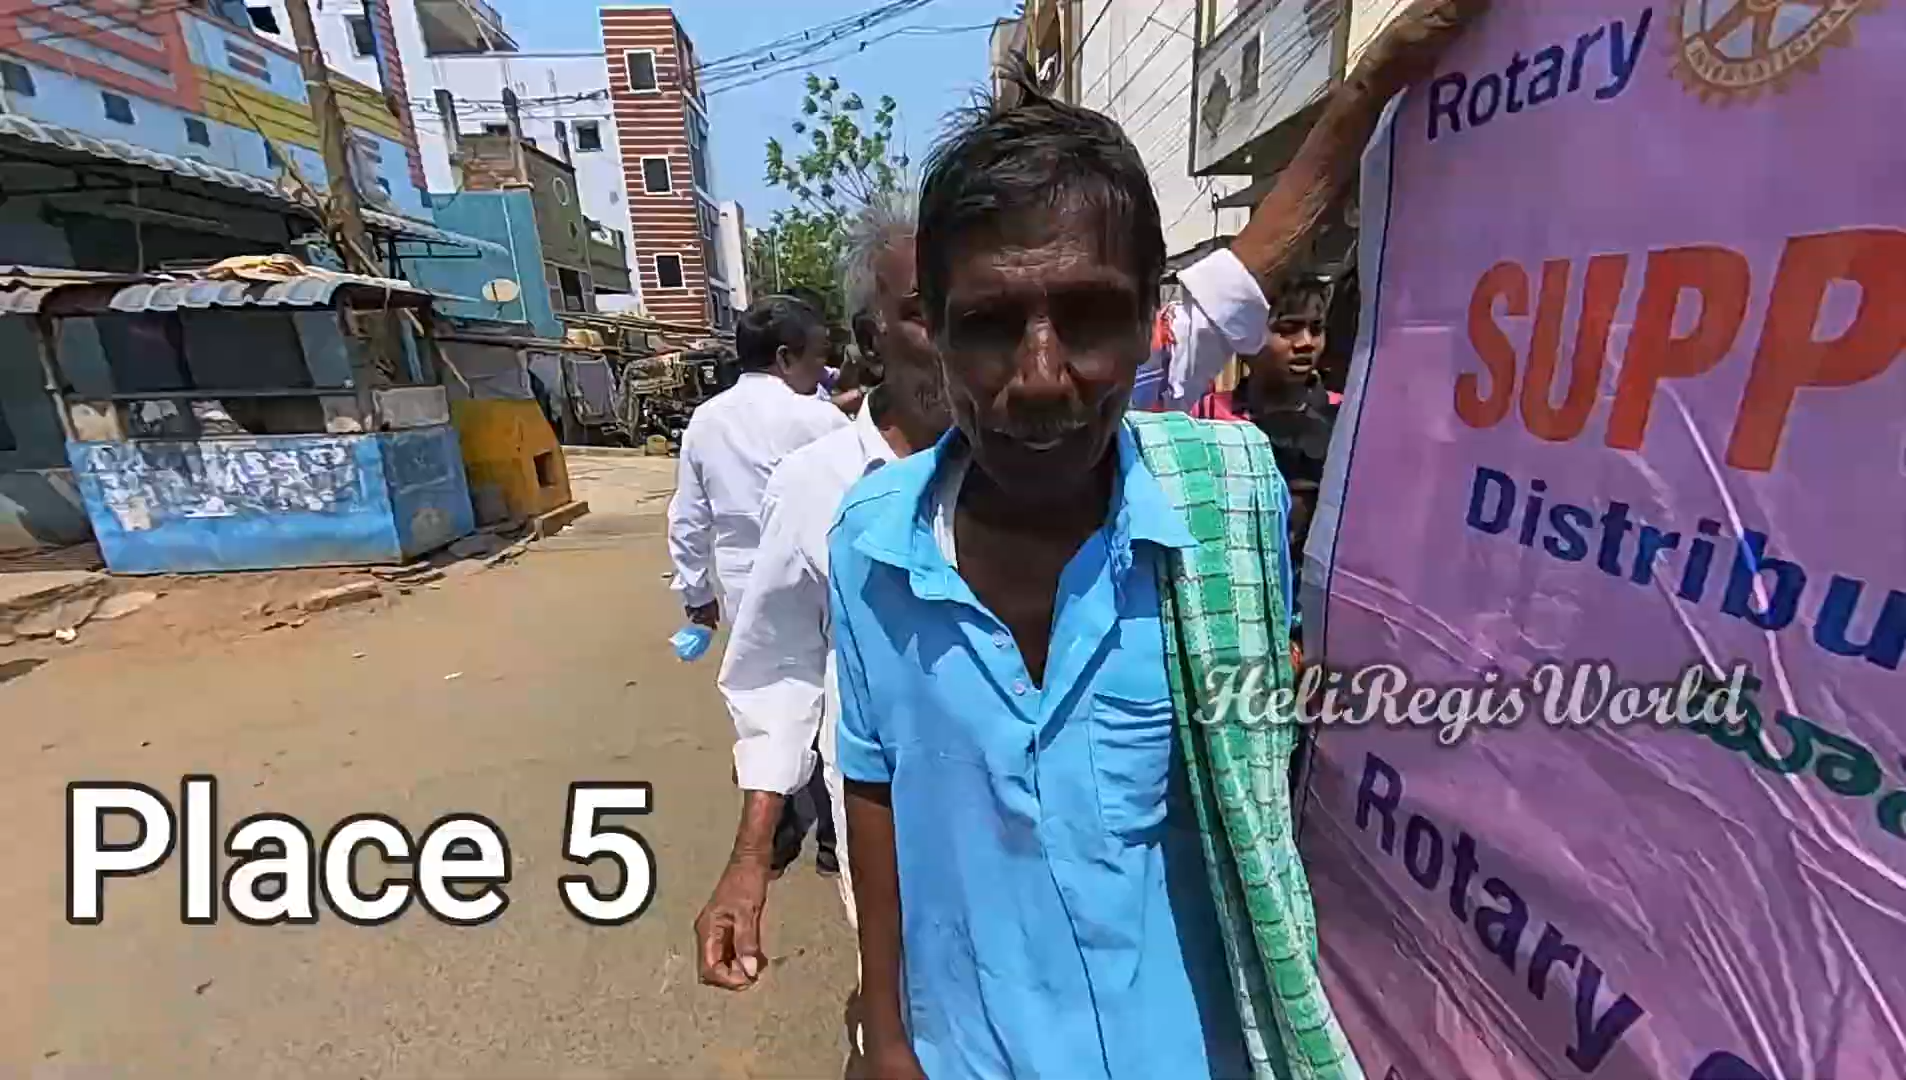 Rotary
SUPP
Distribu
HeliRegisWorld
Rotary
Place 5